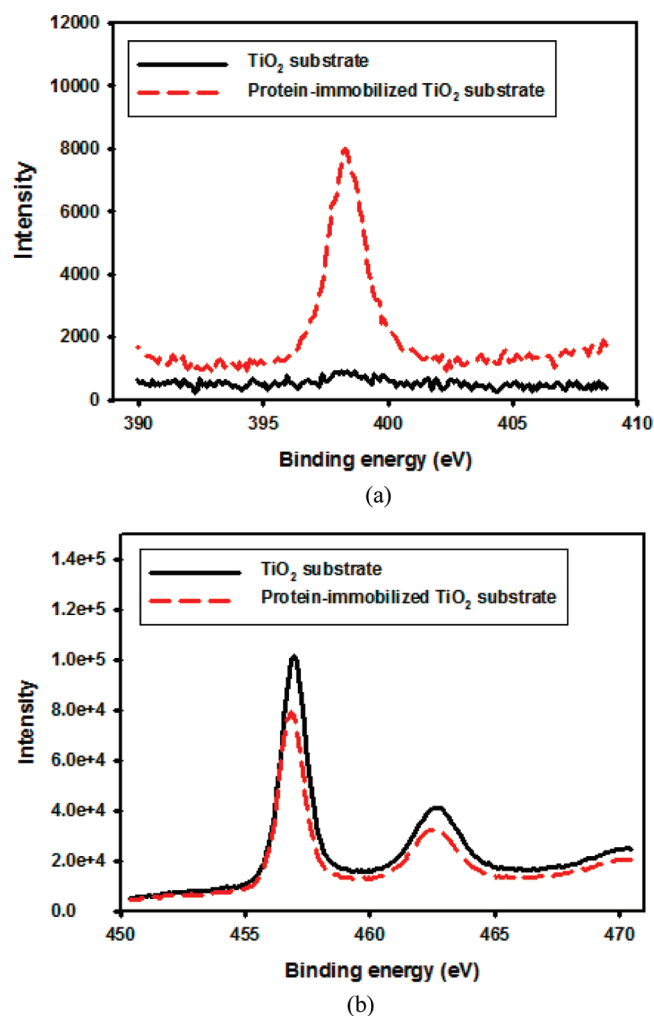 TiO₂ substrate
Protein-immobilized TiO₂ substrate
Intensity
12000
10000
8000
6000
4000
2000
0
390 395 400 405 410
Binding energy (eV)
(a)
TiO₂ substrate
Protein-immobilized TiO₂ substrate
Intensity
1.4e+5
1.2e+5
1.0e+5
8.0e+4
6.0e+4
4.0e+4
2.0e+4
0.0
450 455 460 465 470
Binding energy (eV)
(b)